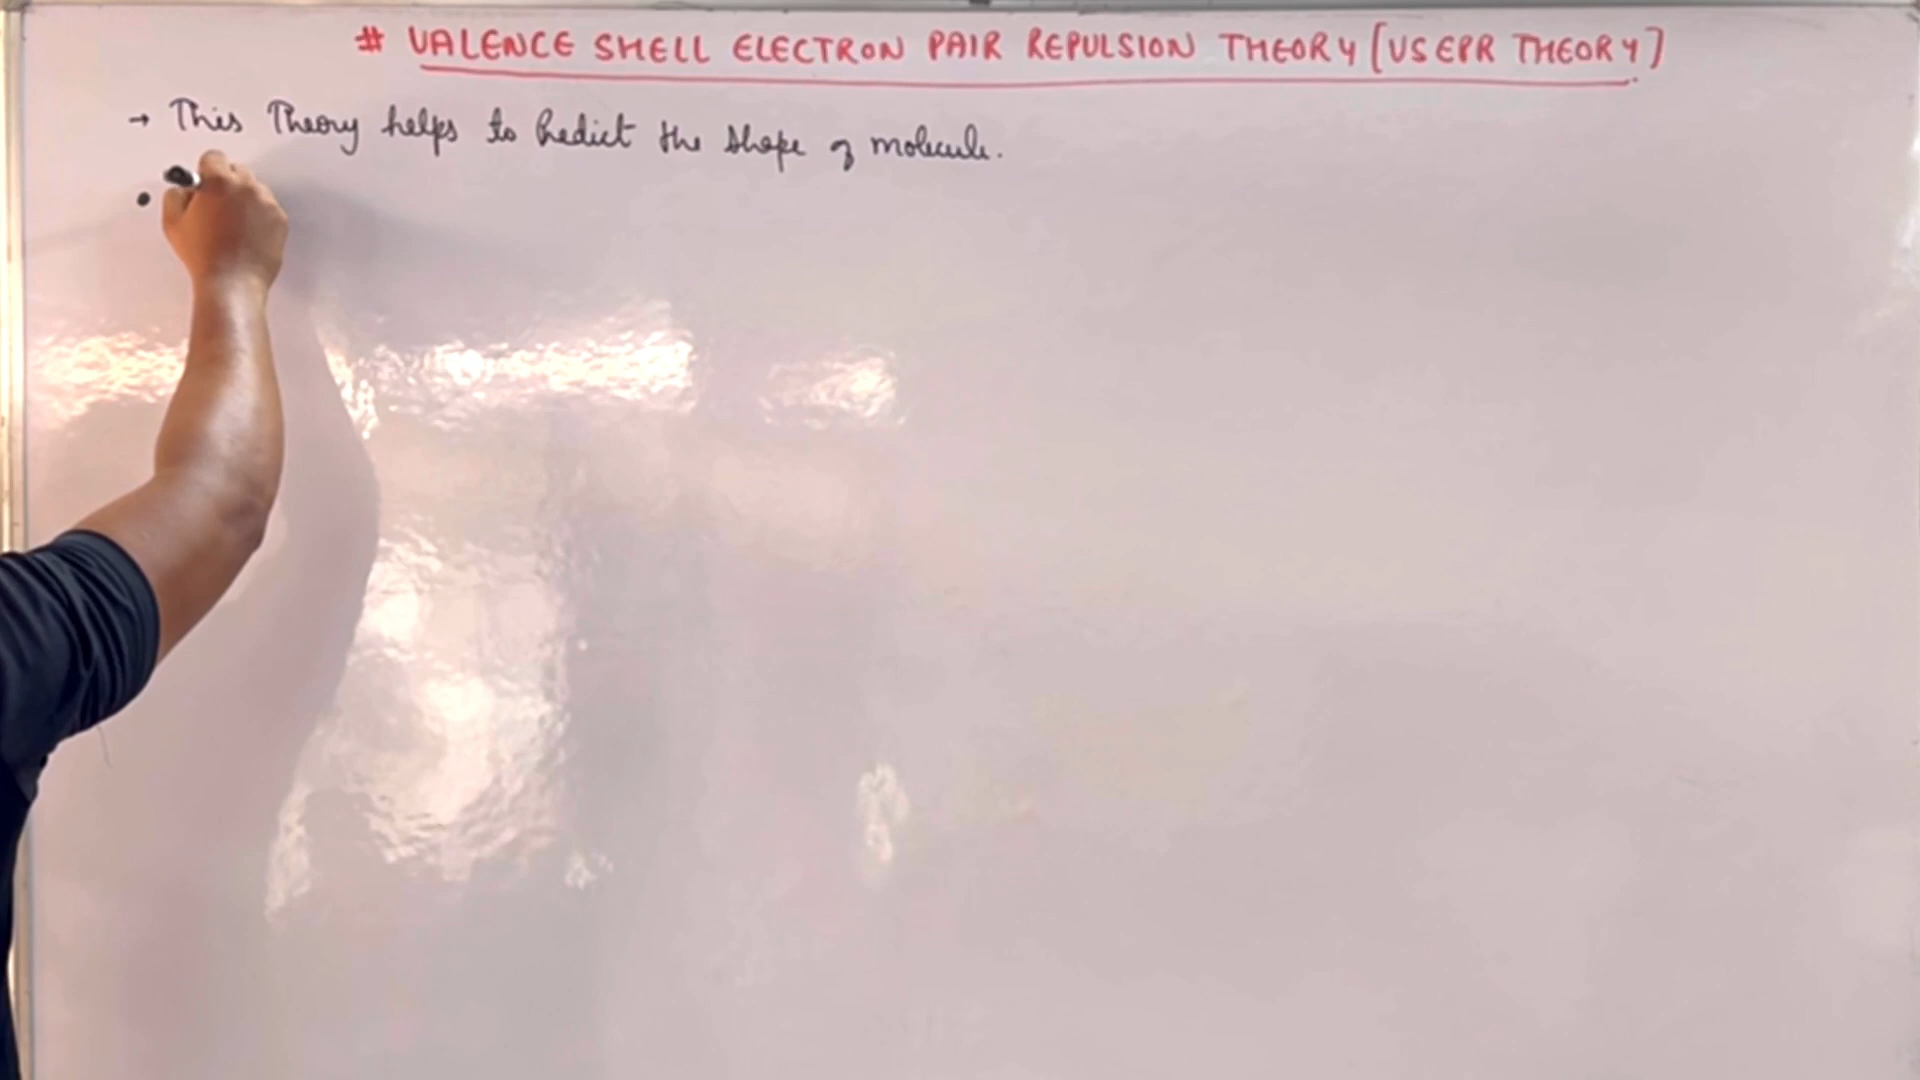 # VALENCE SHELL ELECTRON PAIR REPULSION THEORY [VSEPR THEORY]
→ This Theory helps to Predict the shape of molecule.
•